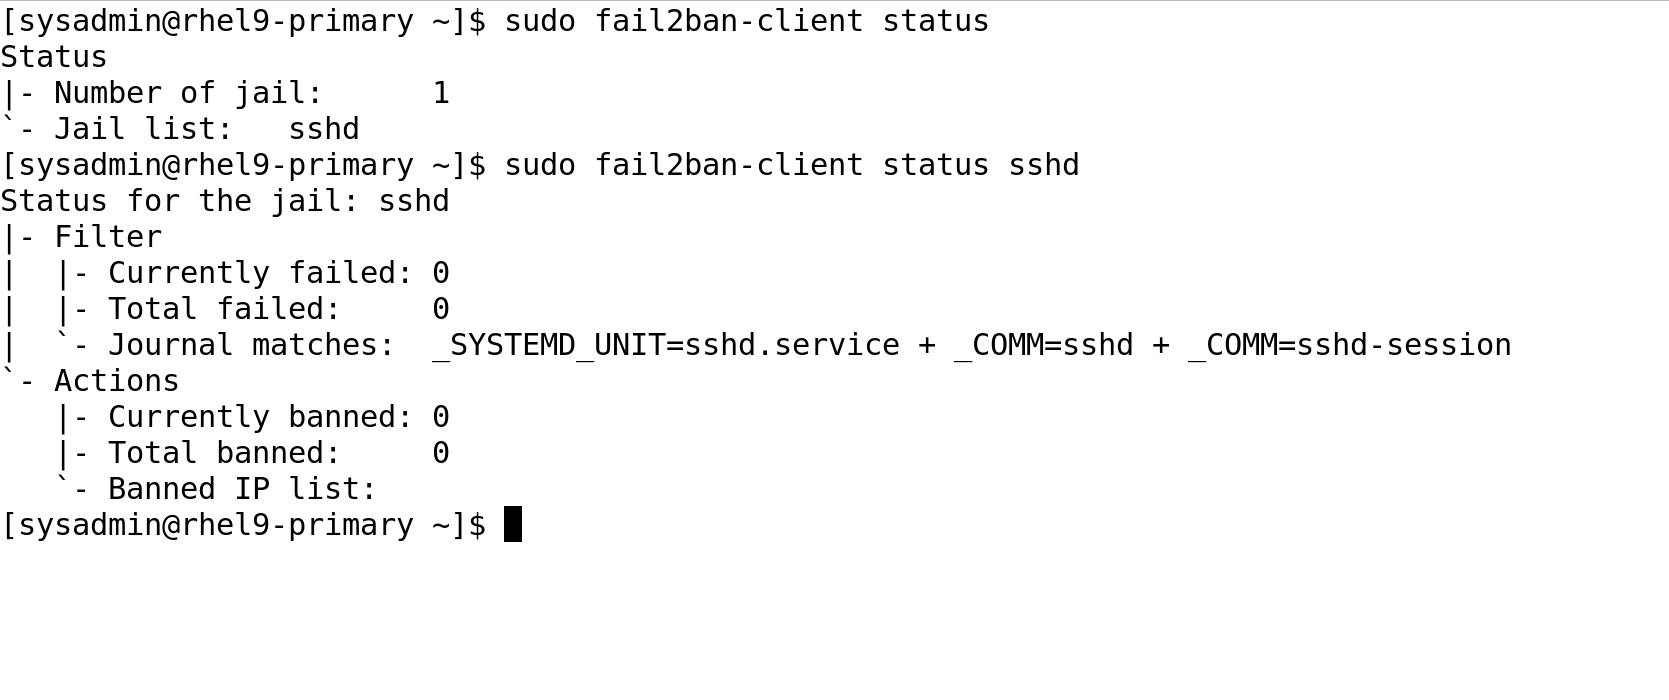 [sysadmin@rhel9-primary ~]$ sudo fail2ban-client status
Status
|- Number of jail:      1
`- Jail list:   sshd
[sysadmin@rhel9-primary ~]$ sudo fail2ban-client status sshd
Status for the jail: sshd
|- Filter
|  |- Currently failed: 0
|  |- Total failed:     0
|  `- Journal matches:  _SYSTEMD_UNIT=sshd.service + _COMM=sshd + _COMM=sshd-session
`- Actions
   |- Currently banned: 0
   |- Total banned:     0
   `- Banned IP list:
[sysadmin@rhel9-primary ~]$